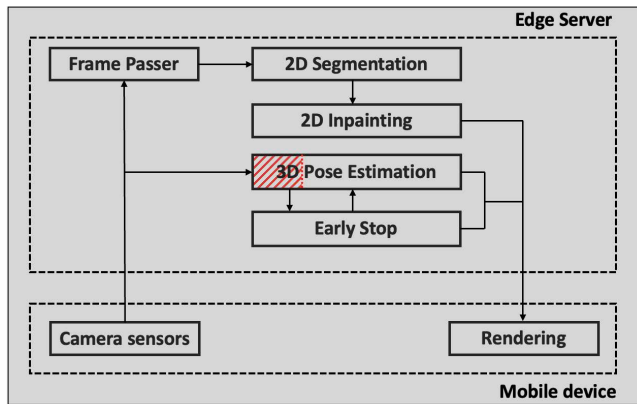 Edge Server
Frame Passer
2D Segmentation
2D Inpainting
3D Pose Estimation
Early Stop
Camera sensors
Rendering
Mobile device